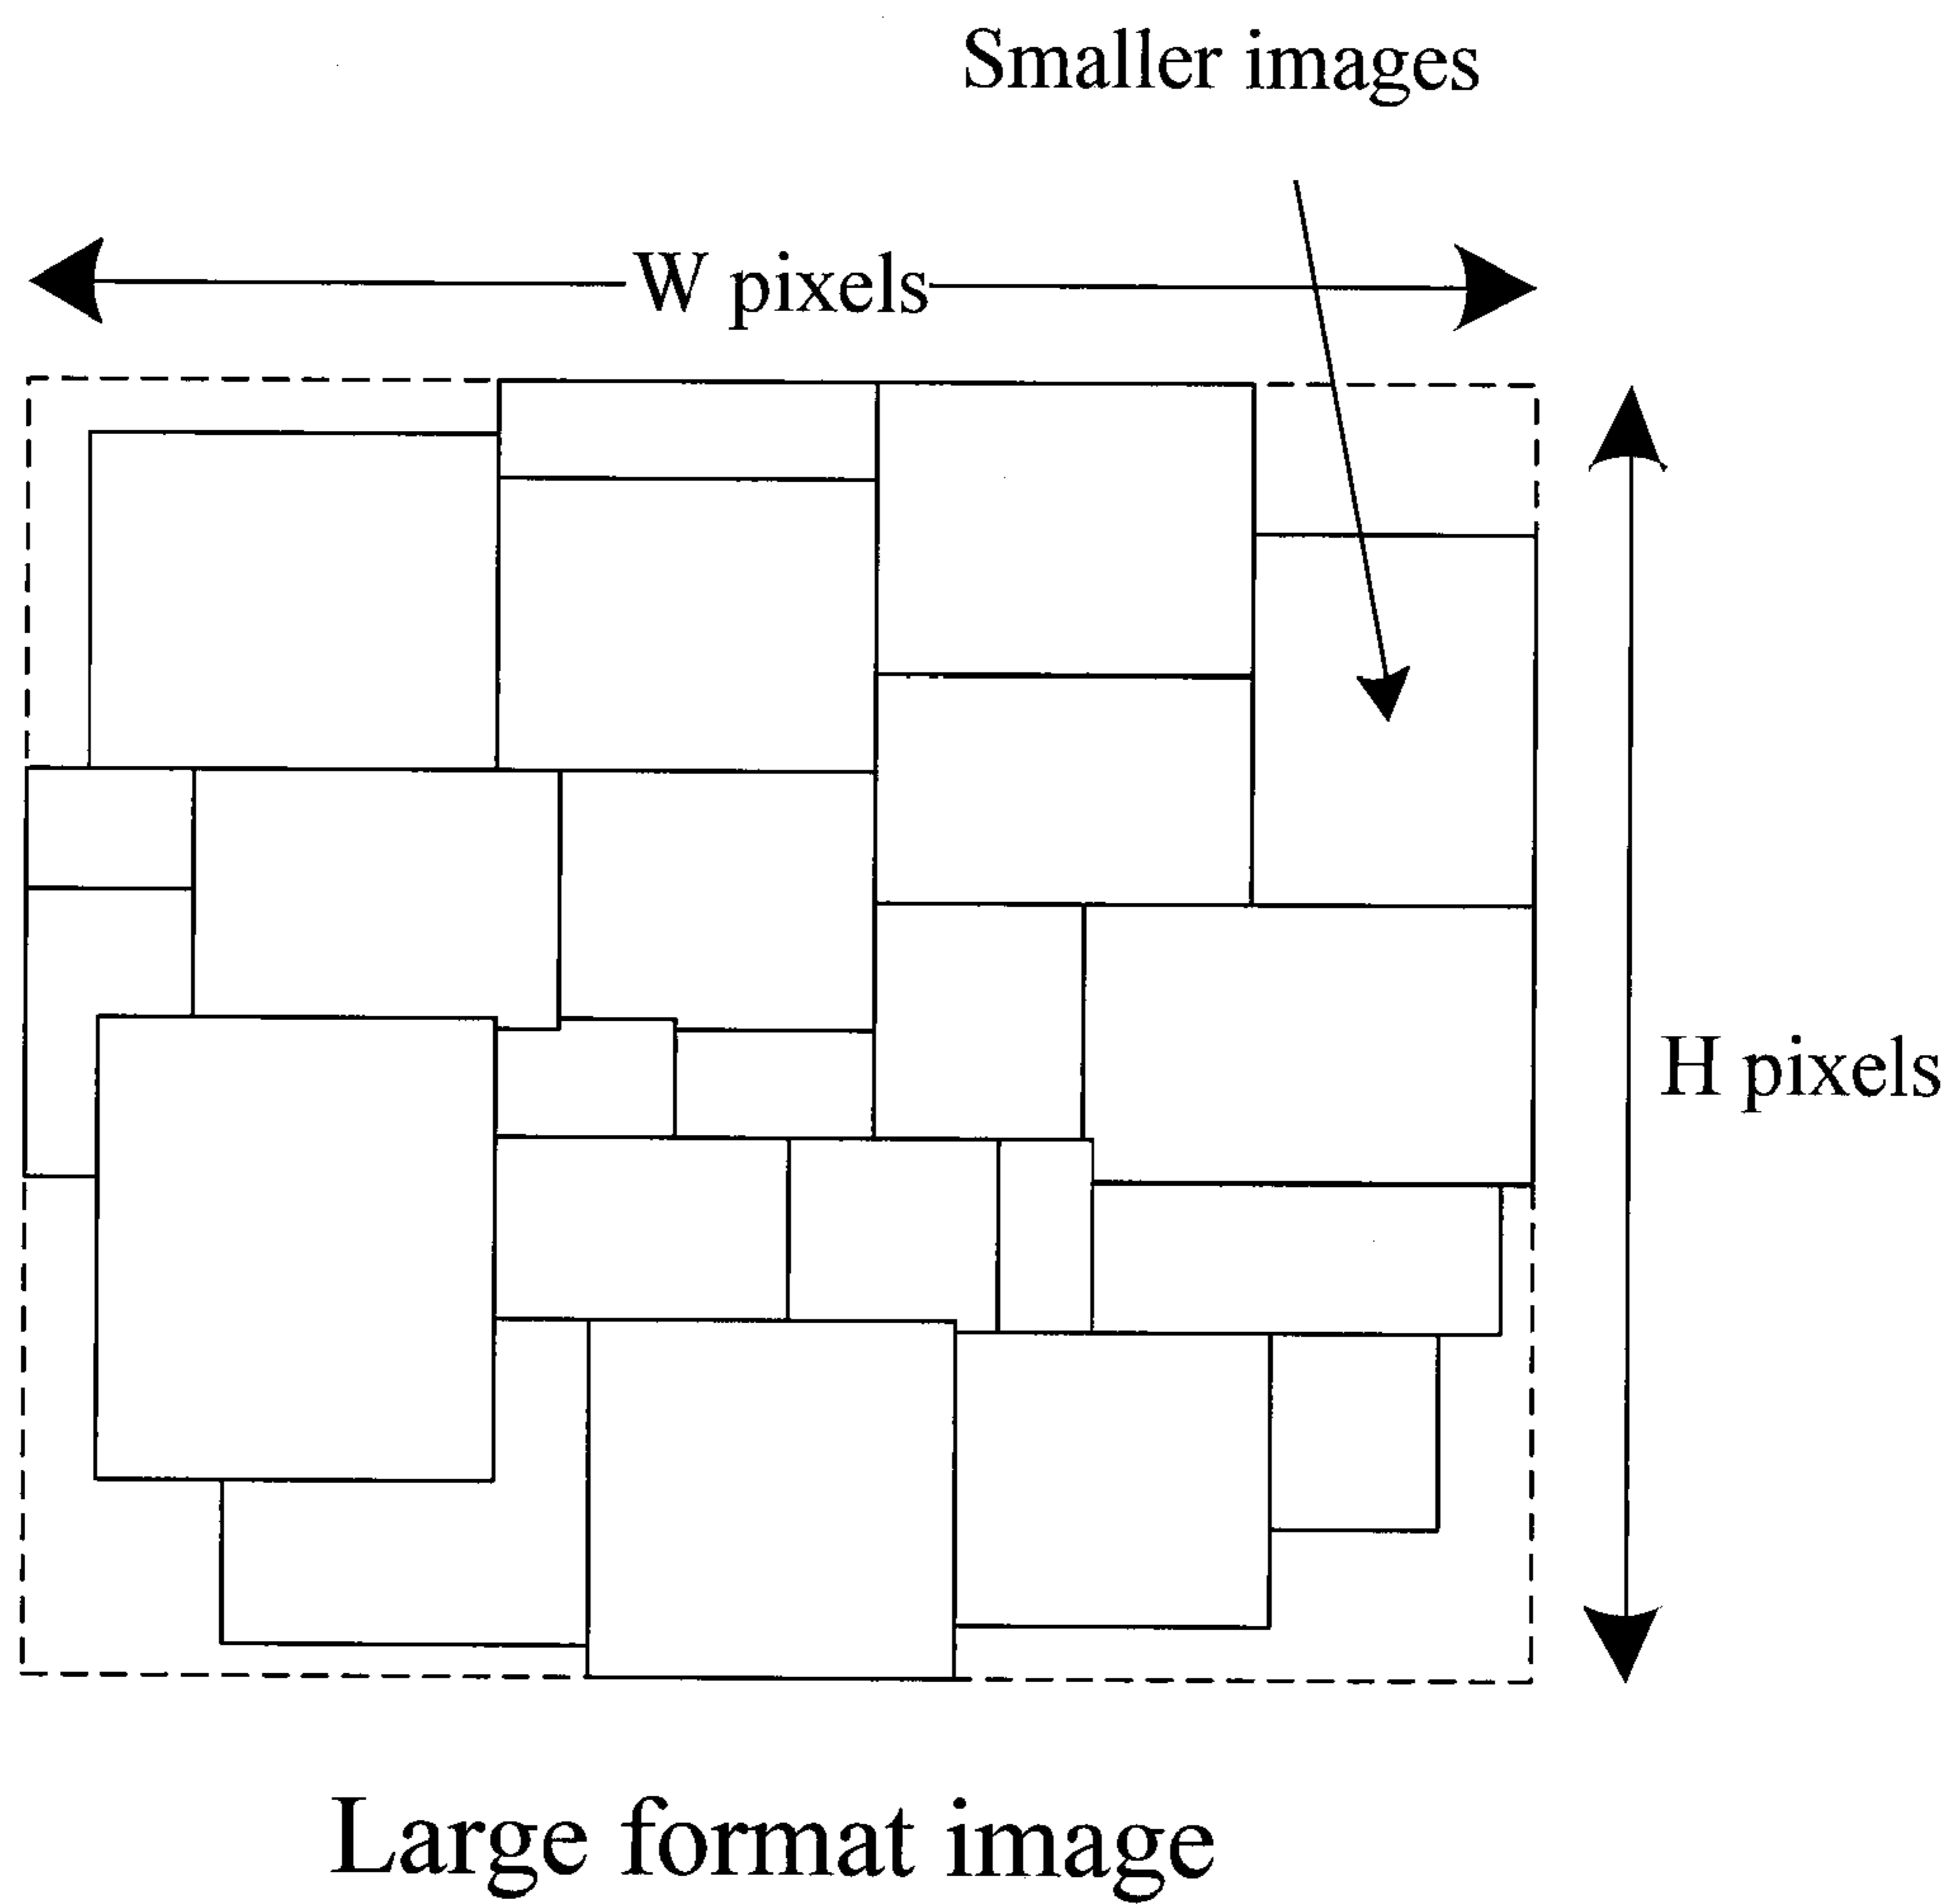 Smaller images
W pixels
H pixels
Large format image